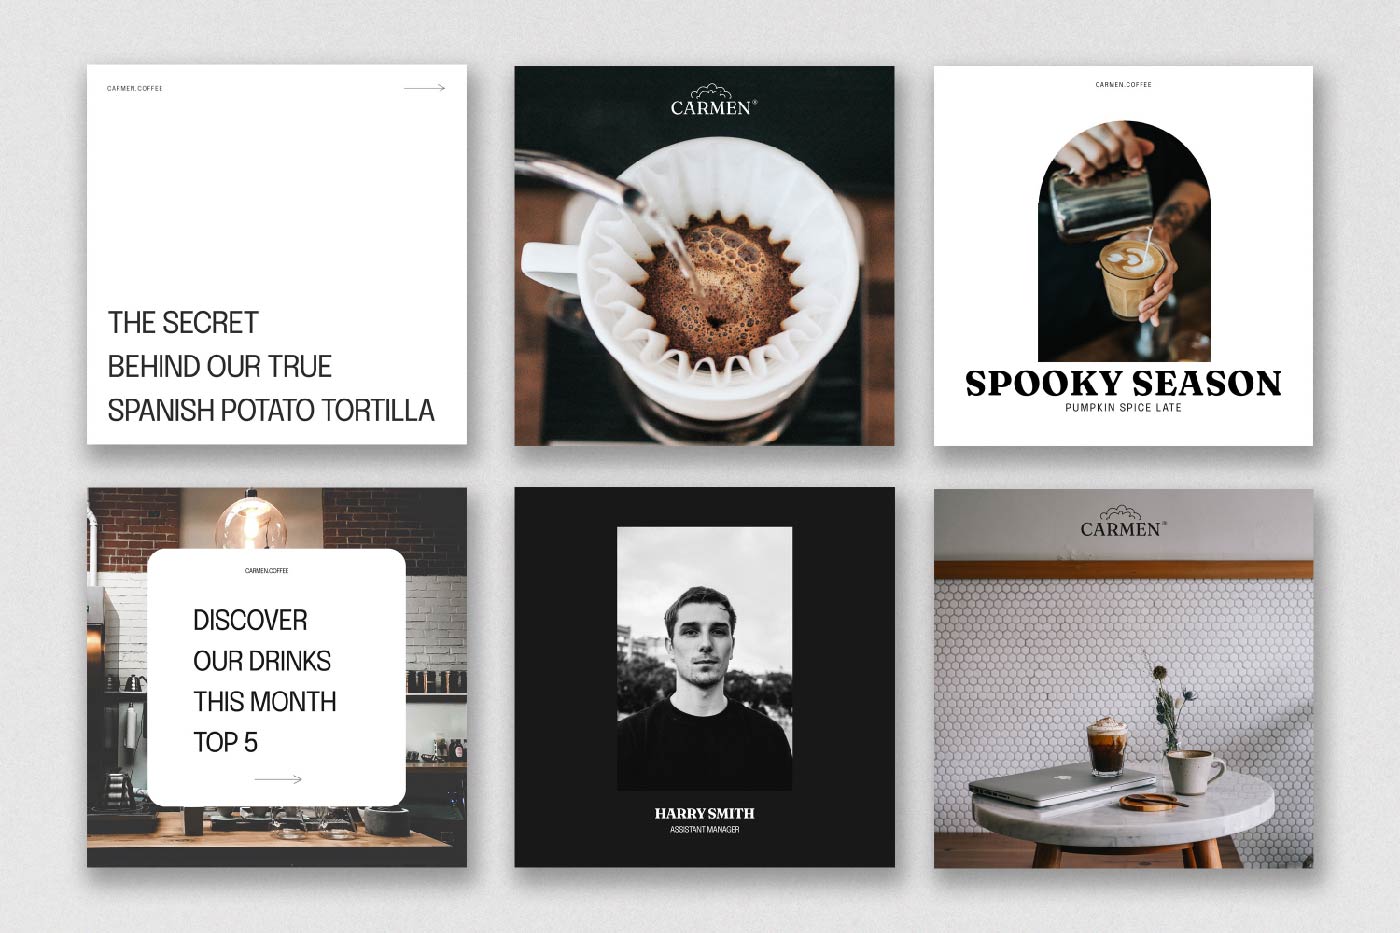 CARMEN.COFFEE
THE SECRET
BEHIND OUR TRUE
SPANISH POTATO TORTILLA
CARMEN®
CARMEN.COFFEE
SPOOKY SEASON
PUMPKIN SPICE LATE
CARMEN.COFFEE
DISCOVER
OUR DRINKS
THIS MONTH
TOP 5
HARRY SMITH
ASSISTANT MANAGER
CARMEN®